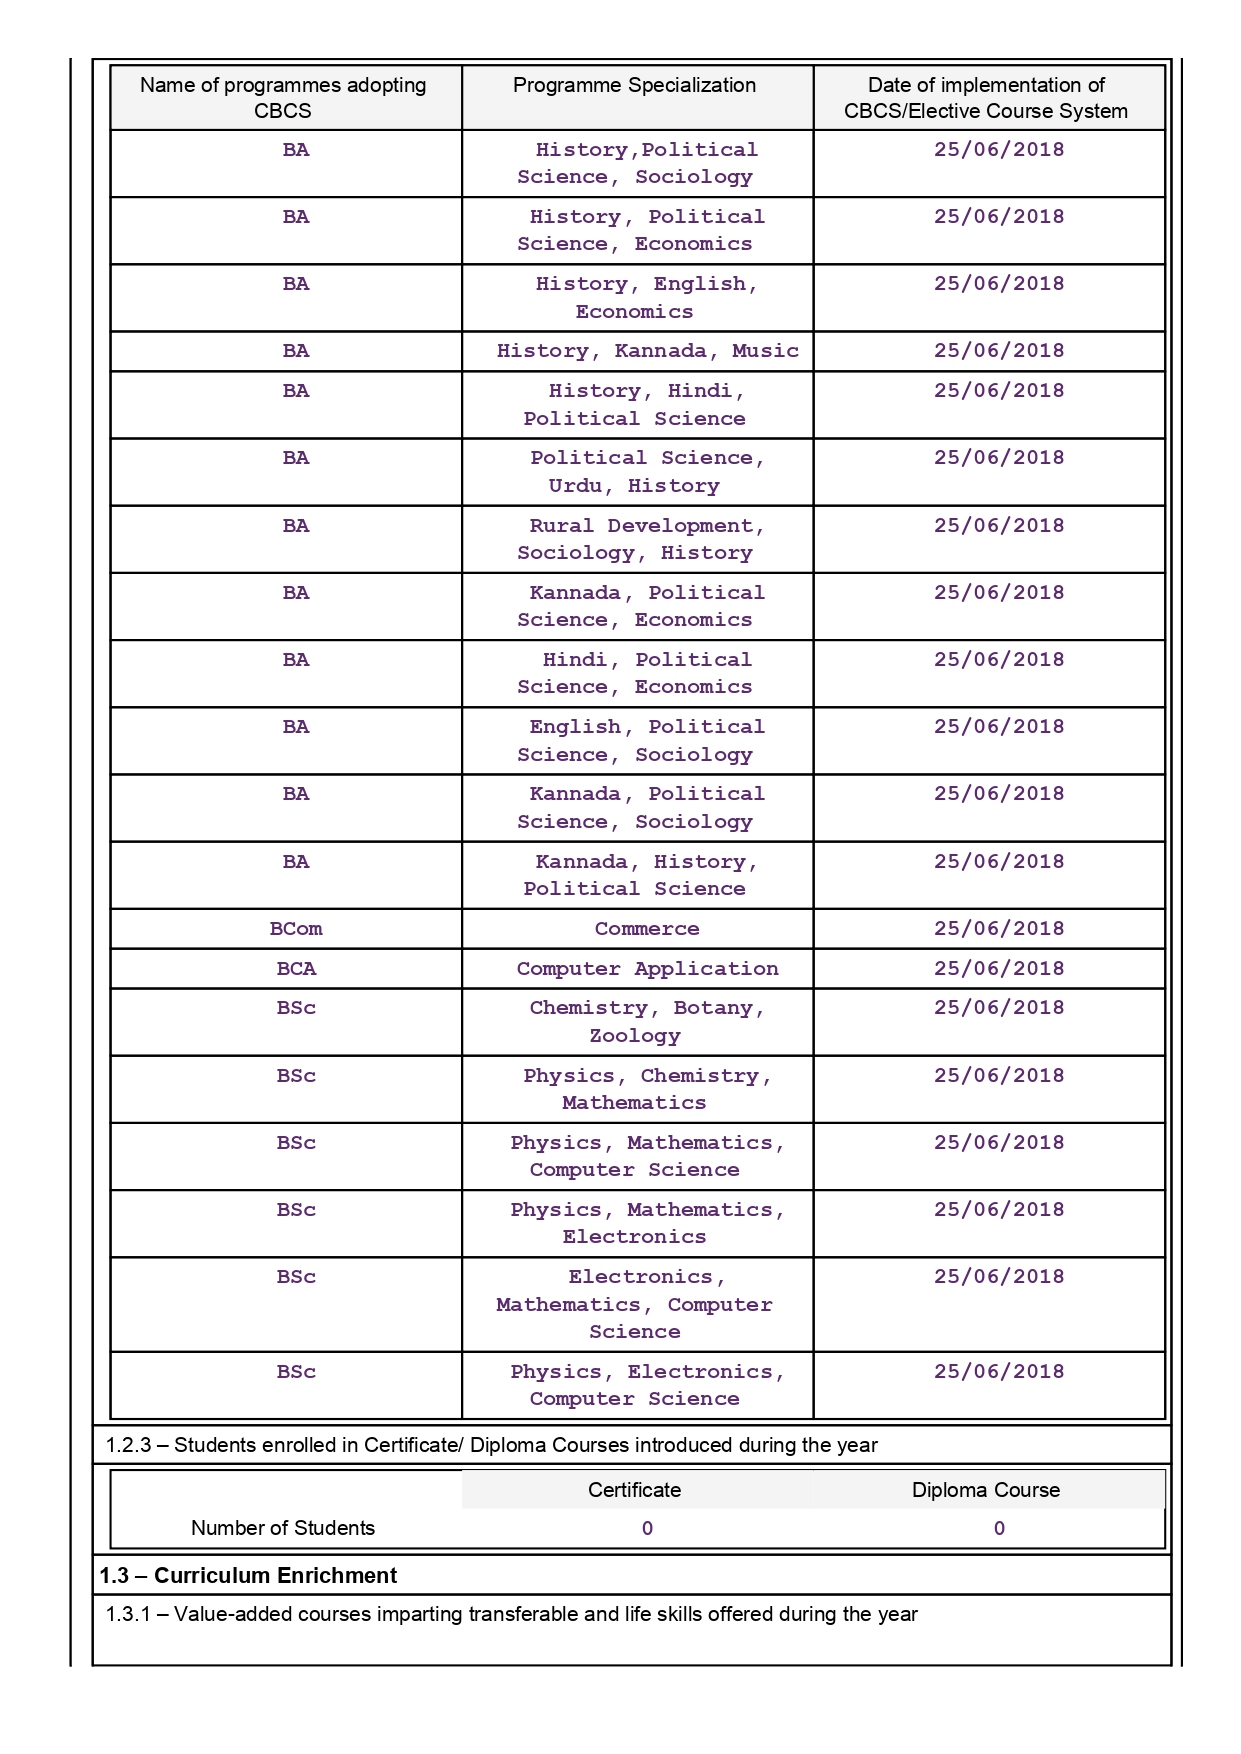 Name of programmes adopting CBCS Programme Specialization Date of implementation of CBCS/Elective Course System
BA History,Political 25/06/2018
Science, Sociology
BA History, Political 25/06/2018
Science, Economics
BA History, English, 25/06/2018
Economics
BA History, Kannada, Music 25/06/2018
BA History, Hindi, 25/06/2018
Political Science
BA Political Science, 25/06/2018
Urdu, History
BA Rural Development, 25/06/2018
Sociology, History
BA Kannada, Political 25/06/2018
Science, Economics
BA Hindi, Political 25/06/2018
Science, Economics
BA English, Political 25/06/2018
Science, Sociology
BA Kannada, Political 25/06/2018
Science, Sociology
BA Kannada, History, 25/06/2018
Political Science
BCom Commerce 25/06/2018
BCA Computer Application 25/06/2018
BSc Chemistry, Botany, 25/06/2018
Zoology
BSc Physics, Chemistry, 25/06/2018
Mathematics
BSc Physics, Mathematics, 25/06/2018
Computer Science
BSc Physics, Mathematics, 25/06/2018
Electronics
BSc Electronics, 25/06/2018
Mathematics, Computer
Science
BSc Physics, Electronics, 25/06/2018
Computer Science
1.2.3 – Students enrolled in Certificate/ Diploma Courses introduced during the year
Certificate Diploma Course
Number of Students 0 0
1.3 – Curriculum Enrichment
1.3.1 – Value-added courses imparting transferable and life skills offered during the year